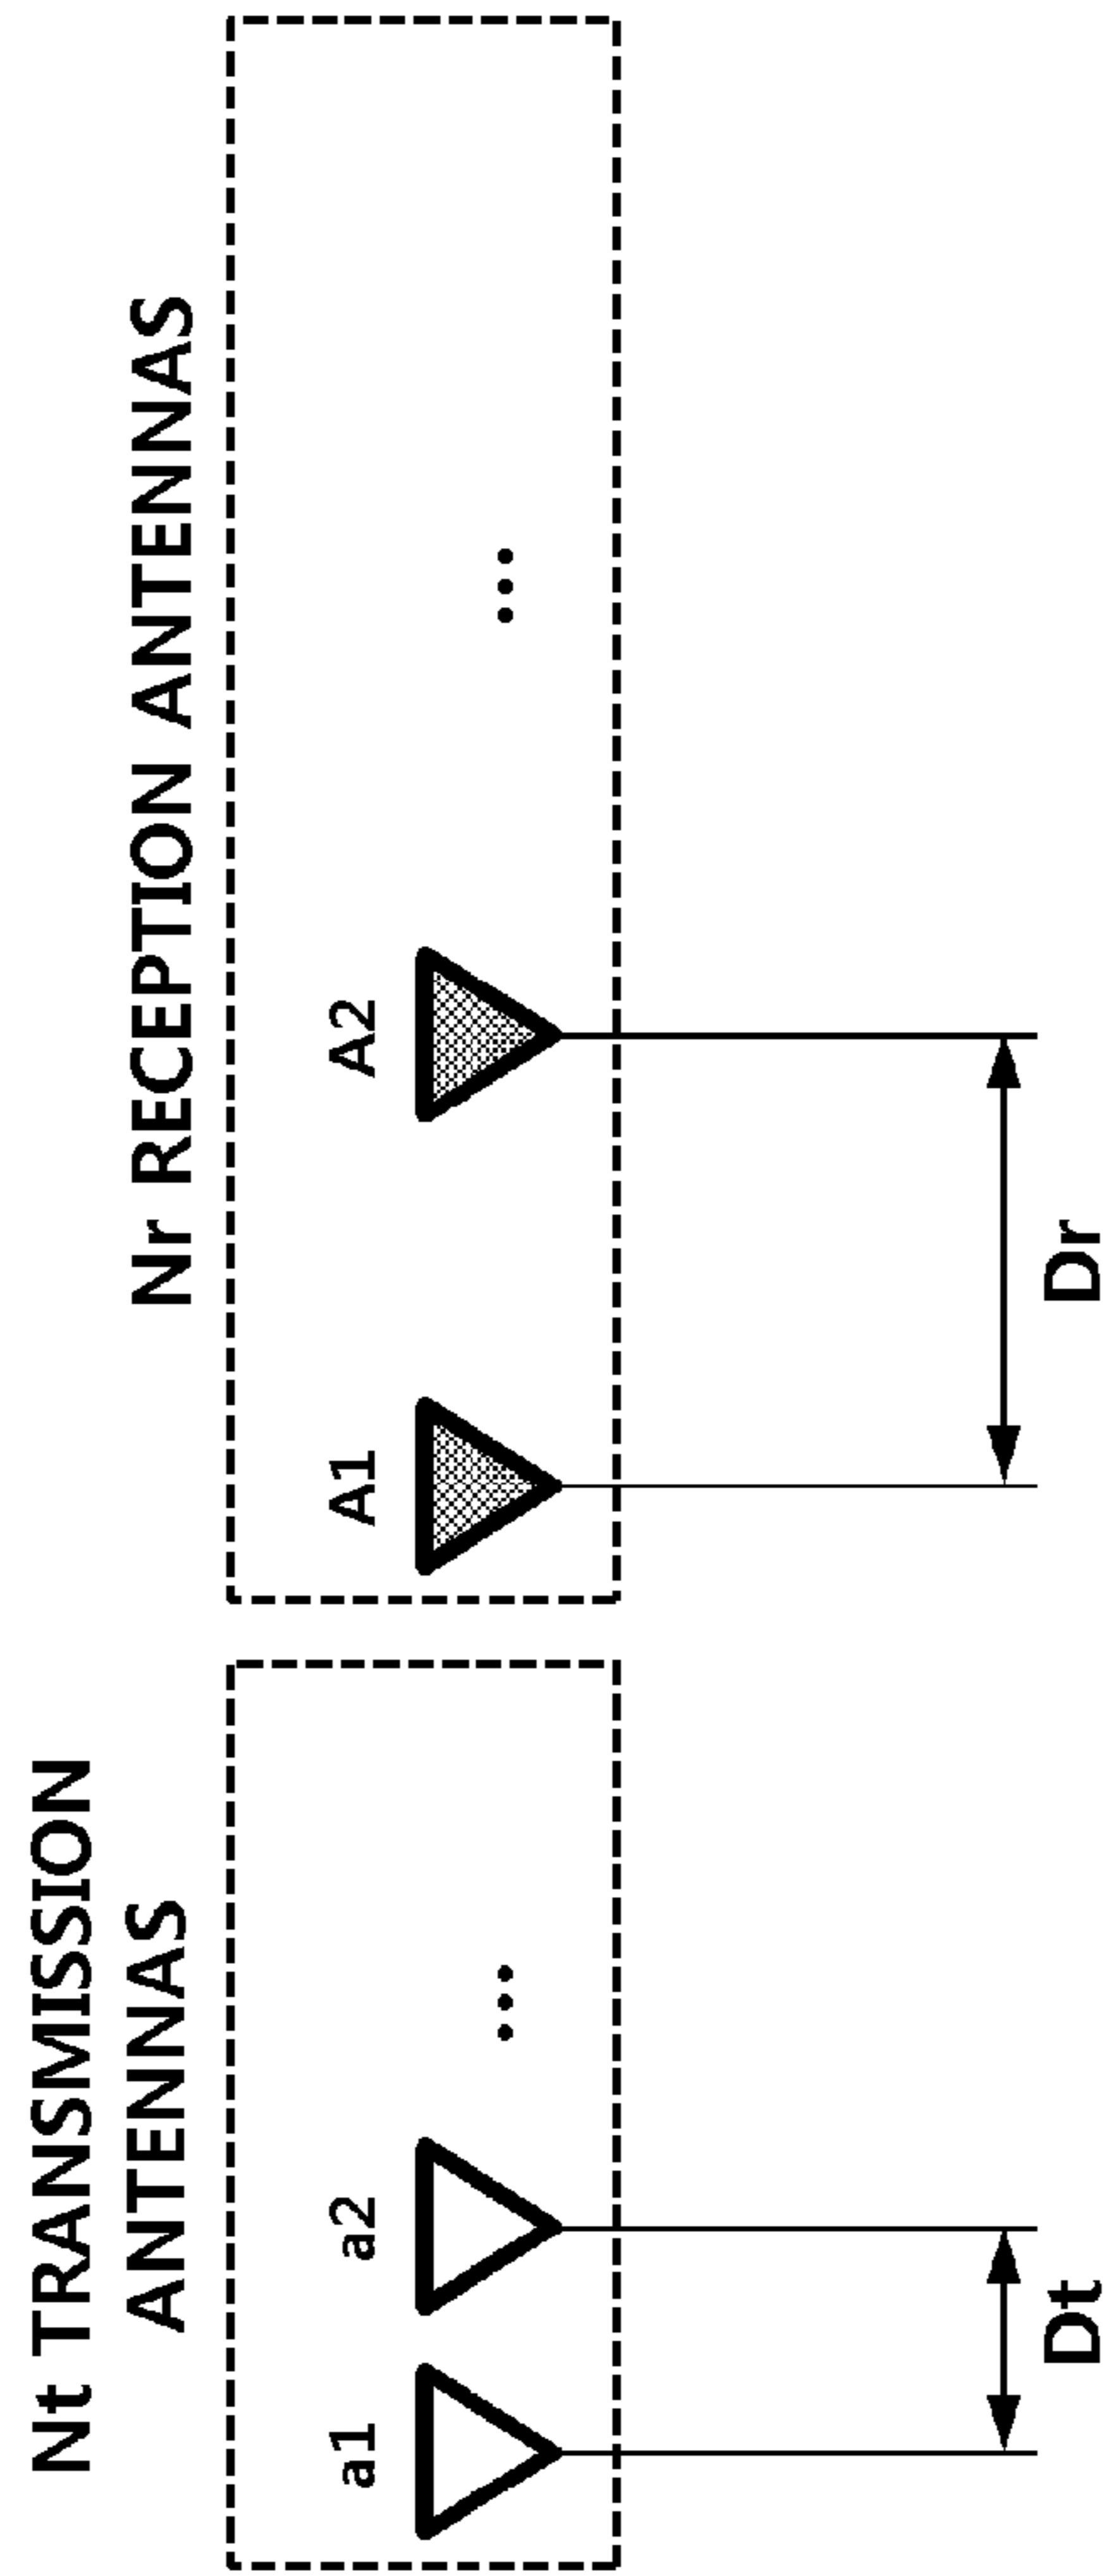 Nt TRANSMISSION
ANTENNAS
a1
a2
...
Dt
Nr RECEPTION ANTENNAS
A1
A2
...
Dr